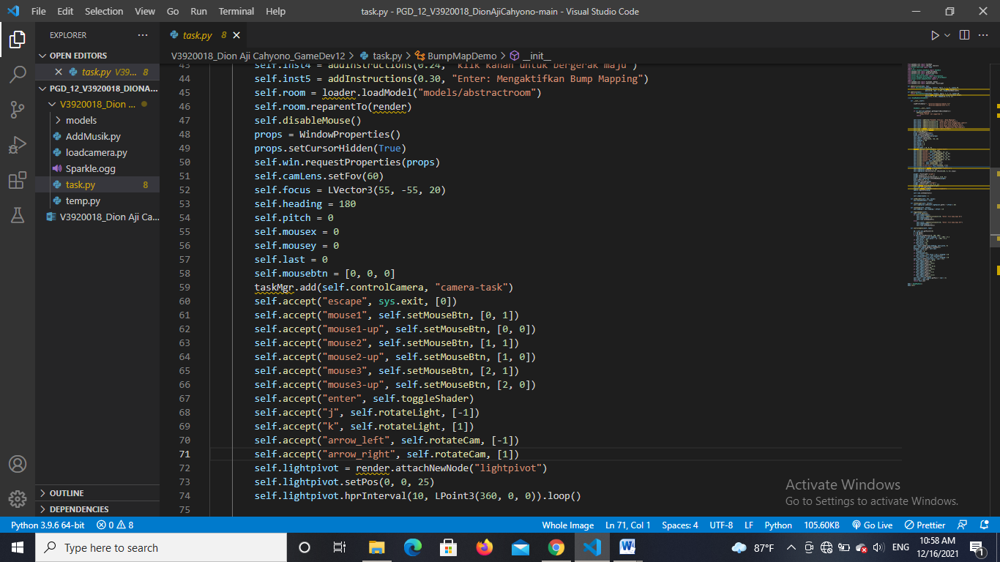 File Edit Selection View Go Run Terminal Help
task.py - PGD_12_V3920018_DionAjiCahyono-main - Visual Studio Code
EXPLORER
OPEN EDITORS
task.py V39... 8
PGD_12_V3920018_DIONA...
V3920018_Dion ...
models
AddMusik.py
loadcamera.py
Sparkle.ogg
task.py 8
temp.py
V3920018_Dion Aji Ca...
OUTLINE
DEPENDENCIES
task.py 8
V3920018_Dion Aji Cahyono_GameDev12 > task.py > BumpMapDemo > __init__
43 self.inst4 = addInstructions(0.24, "klik kanan untuk bergerak maju")
44 self.inst5 = addInstructions(0.30, "Enter: Mengaktifkan Bump Mapping")
45 self.room = loader.loadModel("models/abstractroom")
46 self.room.reparentTo(render)
47 self.disableMouse()
48 props = WindowProperties()
49 props.setCursorHidden(True)
50 self.win.requestProperties(props)
51 self.camLens.setFov(60)
52 self.focus = LVector3(55, -55, 20)
53 self.heading = 180
54 self.pitch = 0
55 self.mousex = 0
56 self.mousey = 0
57 self.last = 0
58 self.mousebtn = [0, 0, 0]
59 taskMgr.add(self.controlCamera, "camera-task")
60 self.accept("escape", sys.exit, [0])
61 self.accept("mouse1", self.setMouseBtn, [0, 1])
62 self.accept("mouse1-up", self.setMouseBtn, [0, 0])
63 self.accept("mouse2", self.setMouseBtn, [1, 1])
64 self.accept("mouse2-up", self.setMouseBtn, [1, 0])
65 self.accept("mouse3", self.setMouseBtn, [2, 1])
66 self.accept("mouse3-up", self.setMouseBtn, [2, 0])
67 self.accept("enter", self.toggleShader)
68 self.accept("j", self.rotateLight, [-1])
69 self.accept("k", self.rotateLight, [1])
70 self.accept("arrow_left", self.rotateCam, [-1])
71 self.accept("arrow_right", self.rotateCam, [1])
72 self.lightpivot = render.attachNewNode("lightpivot")
73 self.lightpivot.setPos(0, 0, 25)
74 self.lightpivot.hprInterval(10, LPoint3(360, 0, 0)).loop()
75
Activate Windows
Go to Settings to activate Windows.
Python 3.9.6 64-bit 0 8 Whole Image Ln 71, Col 1 Spaces: 4 UTF-8 LF Python 105.60KB Go Live Prettier
Type here to search
87°F ENG
10:58 AM
12/16/2021
1